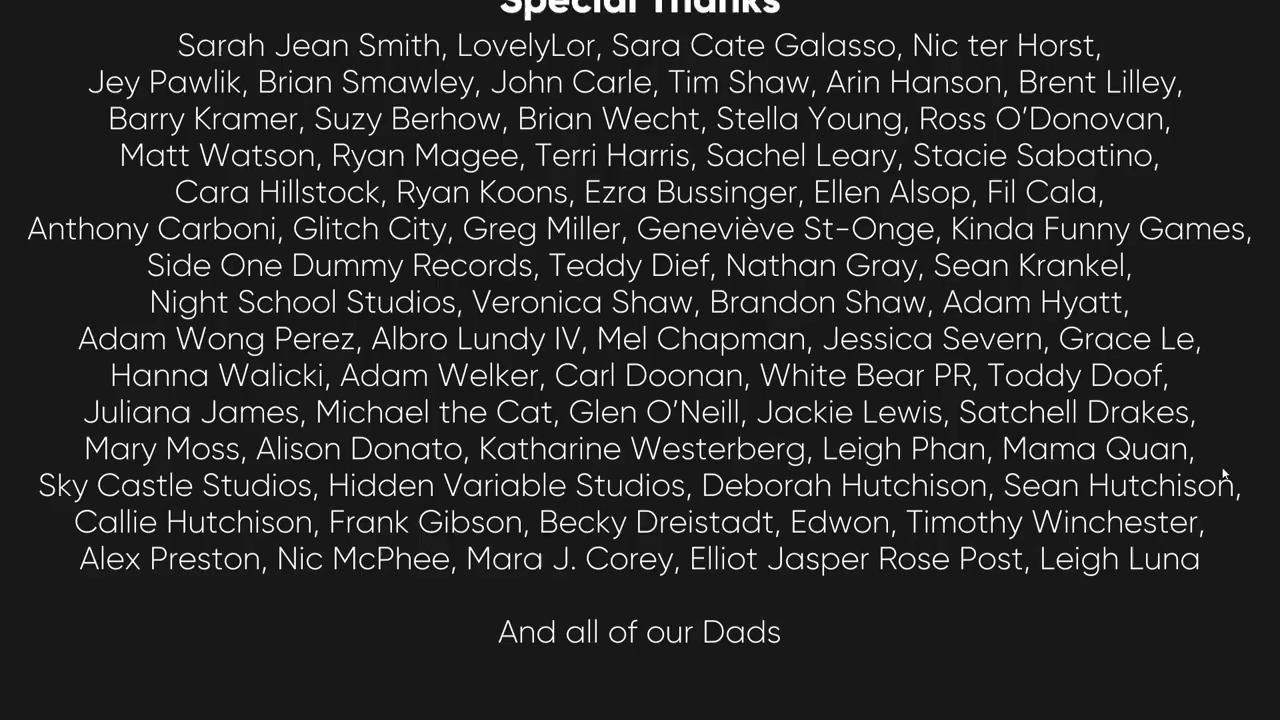 Special Thanks
Sarah Jean Smith, LovelyLor, Sara Cate Galasso, Nic ter Horst,
Jey Pawlik, Brian Smawley, John Carle, Tim Shaw, Arin Hanson, Brent Lilley,
Barry Kramer, Suzy Berhow, Brian Wecht, Stella Young, Ross O’Donovan,
Matt Watson, Ryan Magee, Terri Harris, Sachel Leary, Stacie Sabatino,
Cara Hillstock, Ryan Koons, Ezra Bussinger, Ellen Alsop, Fil Cala,
Anthony Carboni, Glitch City, Greg Miller, Geneviève St-Onge, Kinda Funny Games,
Side One Dummy Records, Teddy Dief, Nathan Gray, Sean Krankel,
Night School Studios, Veronica Shaw, Brandon Shaw, Adam Hyatt,
Adam Wong Perez, Albro Lundy IV, Mel Chapman, Jessica Severn, Grace Le,
Hanna Walicki, Adam Welker, Carl Doonan, White Bear PR, Toddy Doof,
Juliana James, Michael the Cat, Glen O’Neill, Jackie Lewis, Satchell Drakes,
Mary Moss, Alison Donato, Katharine Westerberg, Leigh Phan, Mama Quan,
Sky Castle Studios, Hidden Variable Studios, Deborah Hutchison, Sean Hutchison,
Callie Hutchison, Frank Gibson, Becky Dreistadt, Edwon, Timothy Winchester,
Alex Preston, Nic McPhee, Mara J. Corey, Elliot Jasper Rose Post, Leigh Luna
And all of our Dads